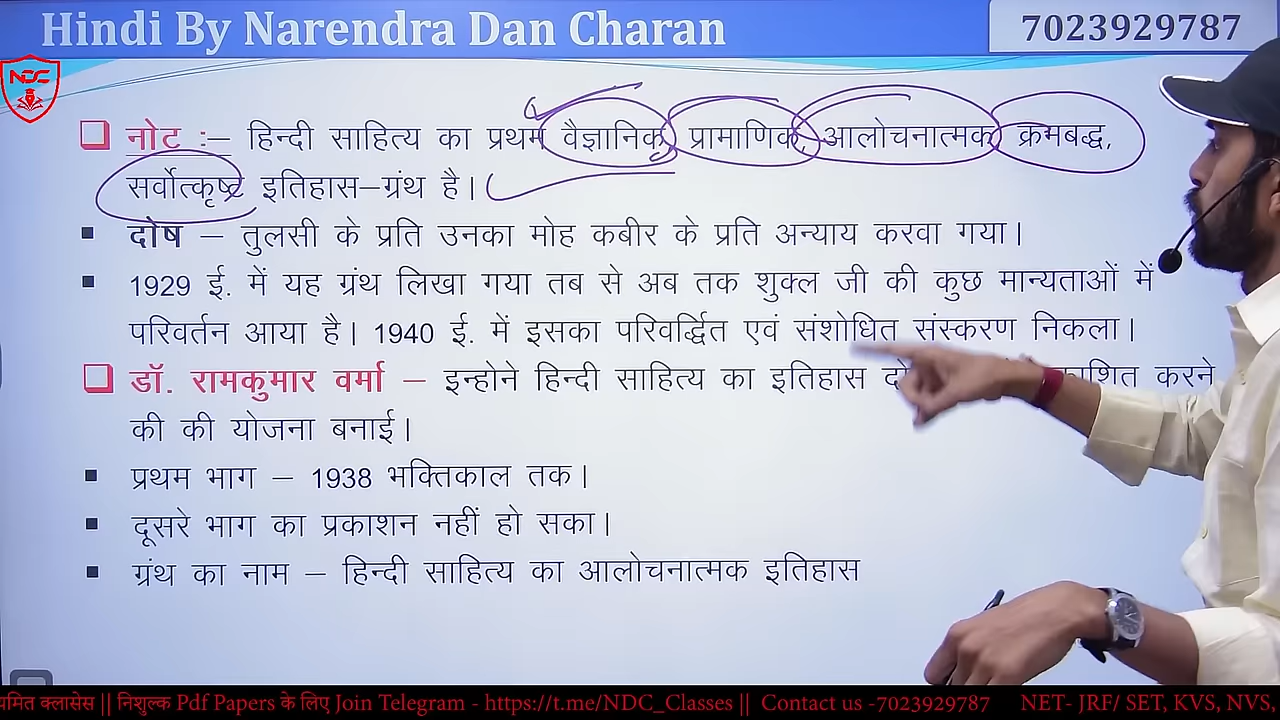 Hindi By Narendra Dan Charan
7023929787
NDC
नोट :– हिन्दी साहित्य का प्रथम वैज्ञानिक, प्रामाणिक, आलोचनात्मक क्रमबद्ध,
सर्वोत्कृष्ट इतिहास–ग्रंथ है।
दोष – तुलसी के प्रति उनका मोह कबीर के प्रति अन्याय करवा गया।
1929 ई. में यह ग्रंथ लिखा गया तब से अब तक शुक्ल जी की कुछ मान्यताओं में
परिवर्तन आया है। 1940 ई. में इसका परिवर्द्धित एवं संशोधित संस्करण निकला।
डॉ. रामकुमार वर्मा – इन्होने हिन्दी साहित्य का इतिहास करने
की की योजना बनाई।
प्रथम भाग – 1938 भक्तिकाल तक।
दूसरे भाग का प्रकाशन नहीं हो सका।
ग्रंथ का नाम – हिन्दी साहित्य का आलोचनात्मक इतिहास
क्लासेस || निशुल्क Pdf Papers के लिए Join Telegram - https://t.me/NDC_Classes || Contact us -7023929787 NET- JRF/ SET, KVS, NVS,